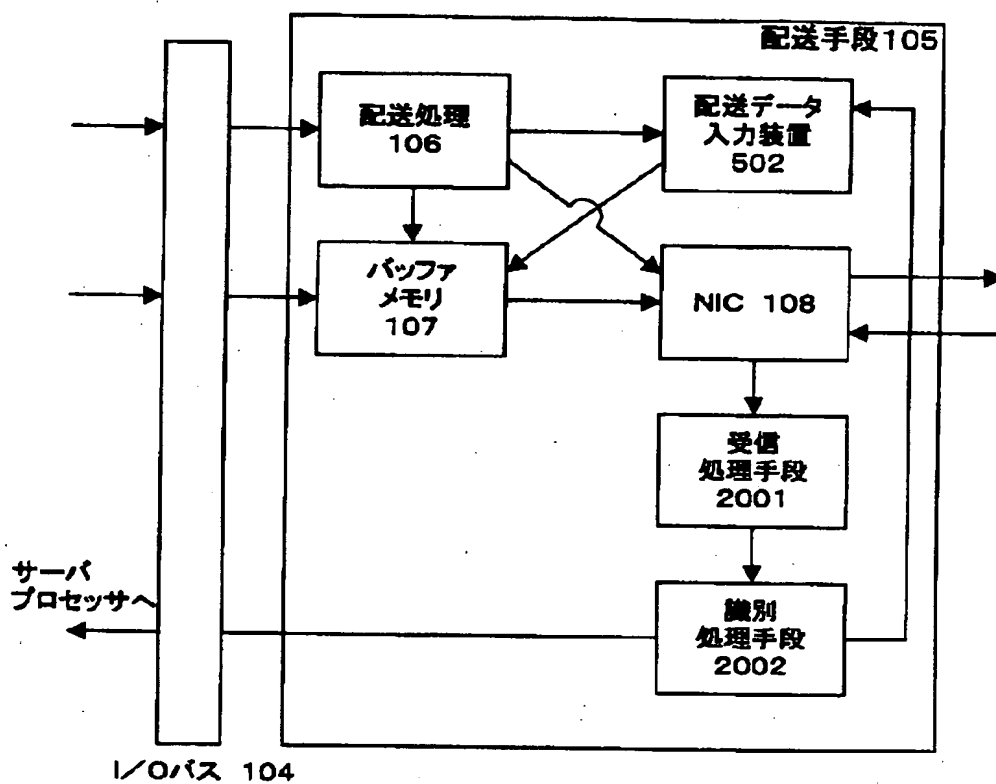 配送手段105
配送処理
106
配送データ
入力装置
502
バッファ
メモリ
107
NIC 108
受信
処理手段
2001
サーバ
プロセッサへ
識別
処理手段
2002
I/Oバス 104